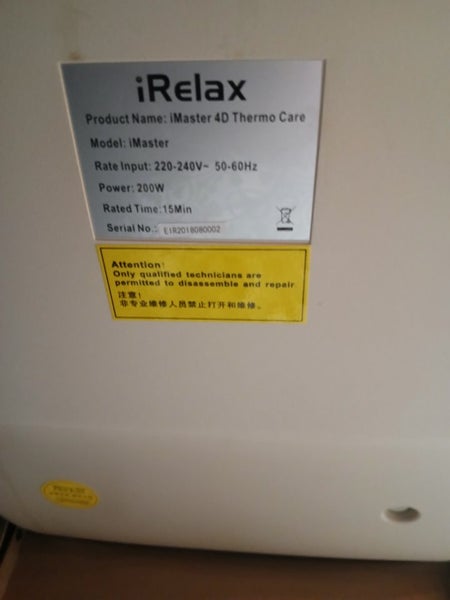 iRelax
Product Name: iMaster 4D Thermo Care
Model: iMaster
Rate Input: 220-240V~ 50-60Hz
Power: 200W
Rated Time:15Min
Serial No.: E1R2018080002
Attention:
Only qualified technicians are
permitted to disassemble and repair
注意!
非专业维修人员禁止打开和维修。